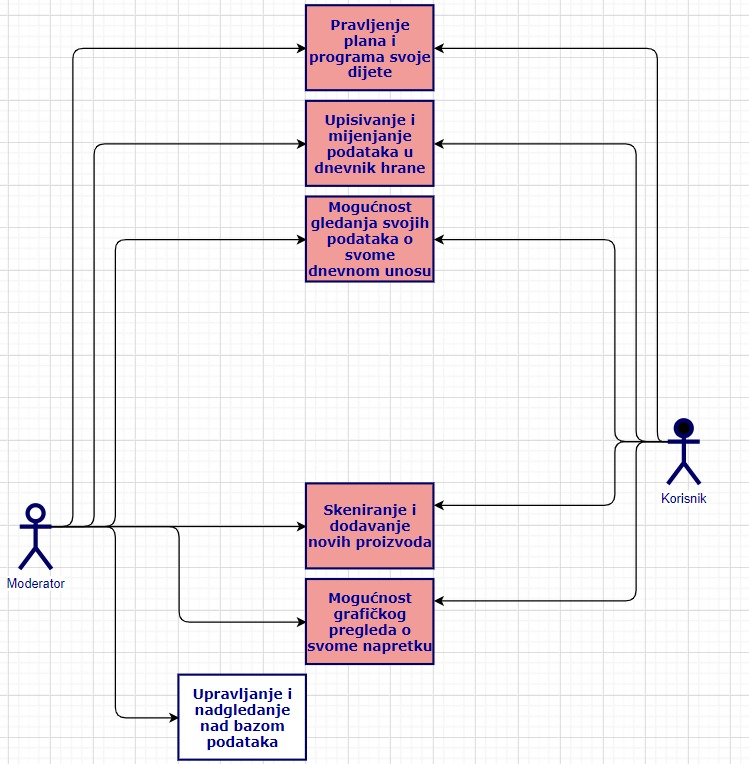 Pravljenje
plana i
programa svoje
dijete
Upisivanje i
mijenjanje
podataka u
dnevnik hrane
Mogućnost
gledanja svojih
podataka o
svome
dnevnom unosu
Korisnik
Skeniranje i
dodavanje
novih proizvoda
Moderator
Mogućnost
grafičkog
pregleda o
svome napretku
Upravljanje i
nadgledanje
nad bazom
podataka